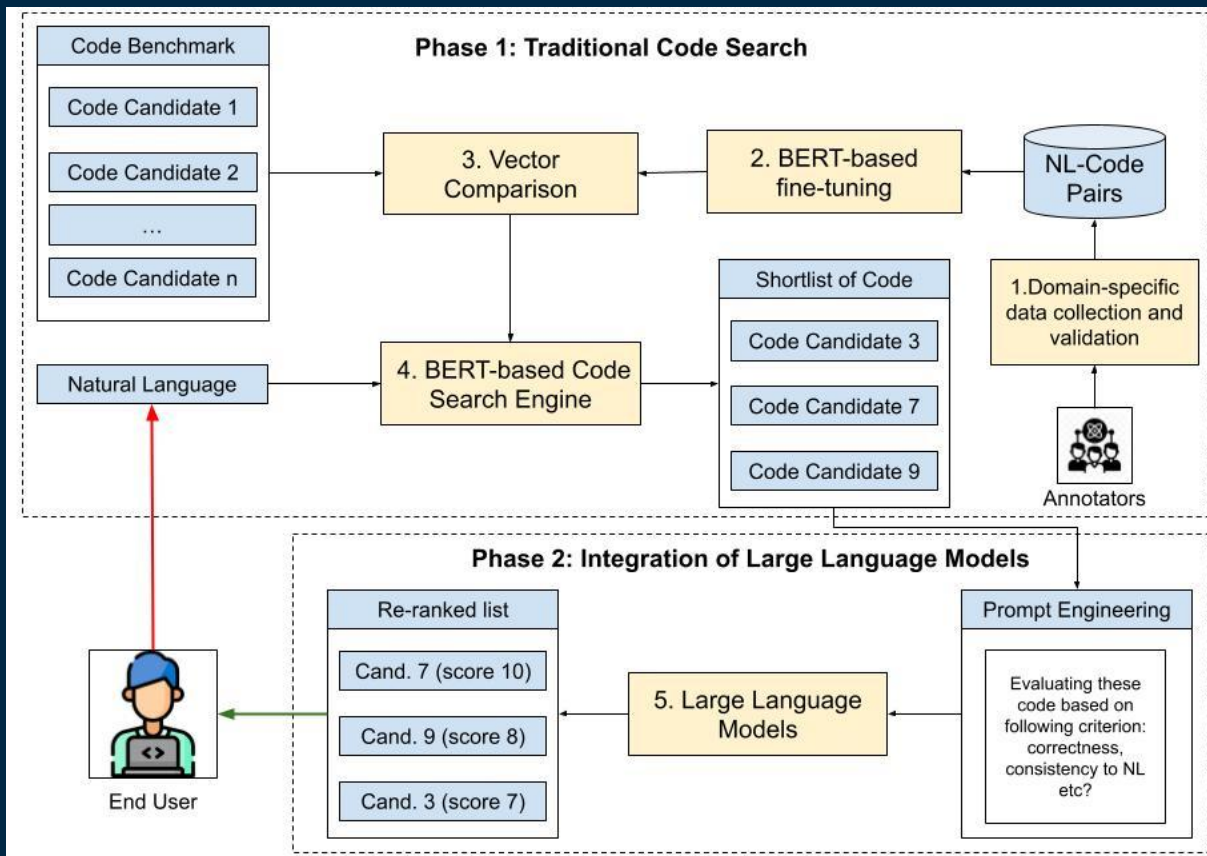 Phase 1: Traditional Code Search
Code Benchmark
Code Candidate 1
Code Candidate 2
...
Code Candidate n
3. Vector
Comparison
2. BERT-based
fine-tuning
NL-Code
Pairs
1.Domain-specific
data collection and
validation
Annotators
Natural Language
4. BERT-based Code
Search Engine
Shortlist of Code
Code Candidate 3
Code Candidate 7
Code Candidate 9
Phase 2: Integration of Large Language Models
Re-ranked list
Cand. 7 (score 10)
Cand. 9 (score 8)
Cand. 3 (score 7)
5. Large Language
Models
Prompt Engineering
Evaluating these
code based on
following criterion:
correctness,
consistency to NL
etc?
<>
End User